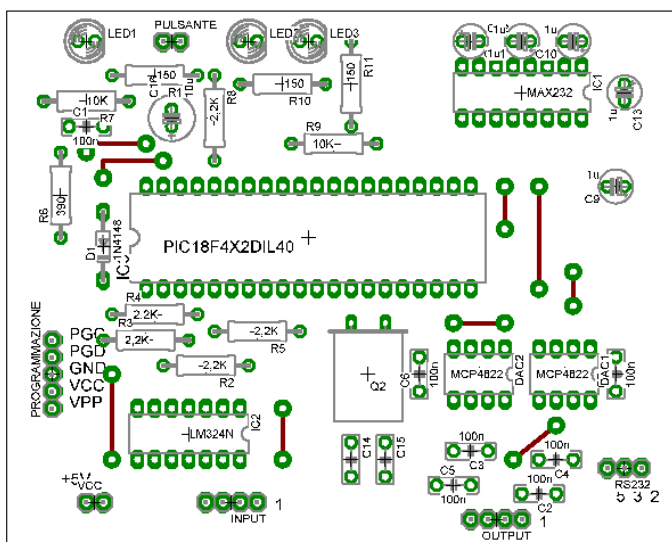 LED1
PULSANTE
LED2
LED3
C1u
C10
1u
150
R1
10u
150
R10
150
R11
MAX232
IC1
C13
1u
10K
C1
R7
100n
2,2K
R8
R9
10K
390
R6
D1
1N4148
PIC18F4X2DIL40
1u
C9
R4
2.2K
R3
2,2K
2,2K
R5
2,2K
R2
PROGRAMMAZIONE
PGC
PGD
GND
VCC
VPP
Q2
C6
100n
MCP4822
DAC2
MCP4822
DAC1
100n
LM324N
IC2
C14
C15
100n
C3
100n
C4
C5
100n
100n
C2
+5V
VCC
INPUT
1
OUTPUT
1
RS232
5 3 2